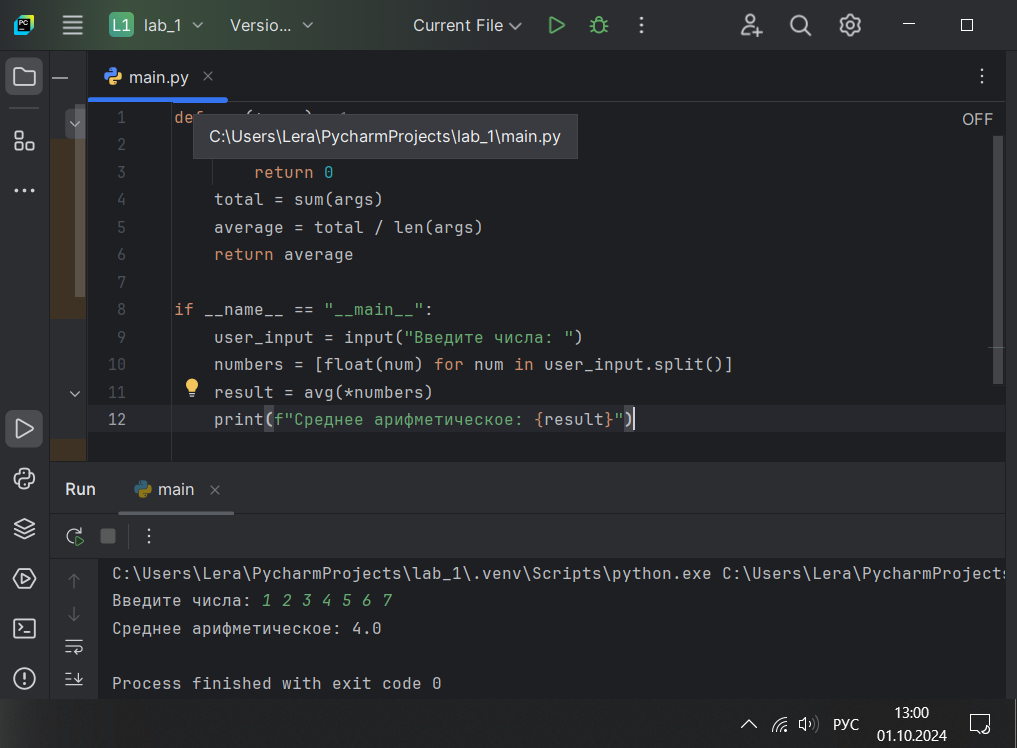 L1 lab_1 Versio... Current File
main.py
1 de
OFF
C:\Users\Lera\PycharmProjects\lab_1\main.py
2
3 return 0
4 total = sum(args)
5 average = total / len(args)
6 return average
7
8 if __name__ == "__main__":
9 user_input = input("Введите числа: ")
10 numbers = [float(num) for num in user_input.split()]
11 result = avg(*numbers)
12 print(f"Среднее арифметическое: {result}")
Run main
C:\Users\Lera\PycharmProjects\lab_1\.venv\Scripts\python.exe C:\Users\Lera\PycharmProjects
Введите числа: 1 2 3 4 5 6 7
Среднее арифметическое: 4.0
Process finished with exit code 0
РУС
13:00
01.10.2024